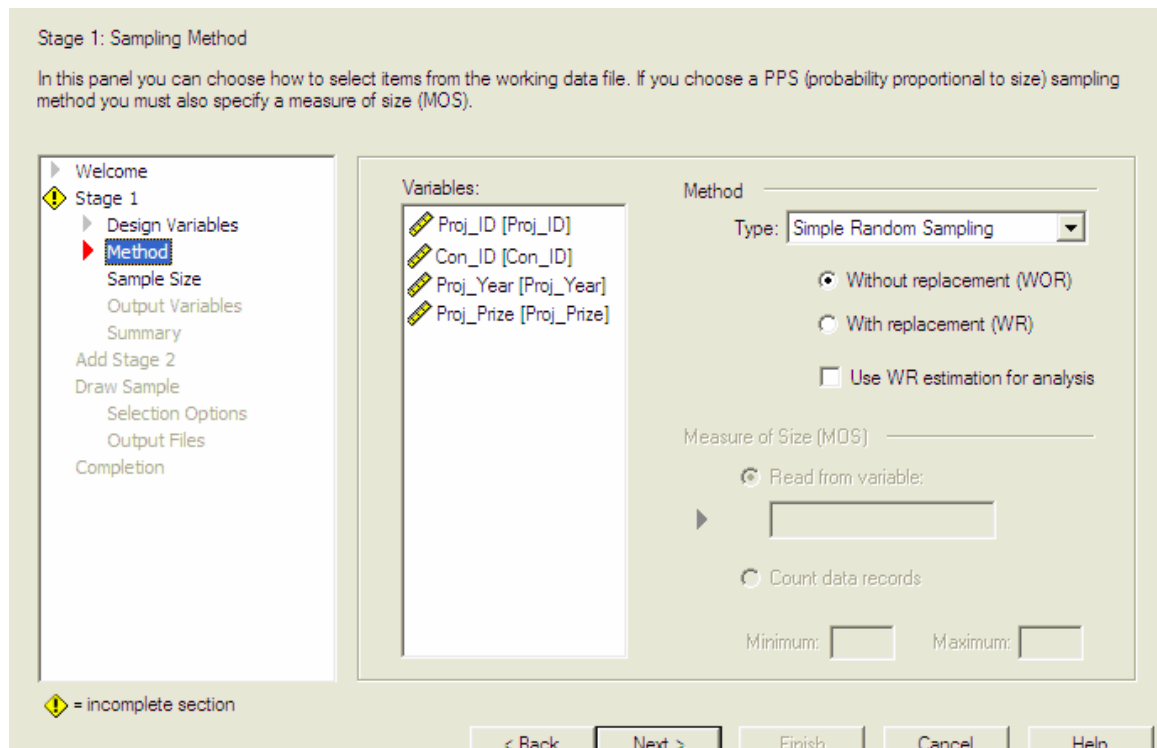 Stage 1: Sampling Method
In this panel you can choose how to select items from the working data file. If you choose a PPS (probability proportional to size) sampling
method you must also specify a measure of size (MOS).
Welcome
Stage 1
Design Variables
Method
Sample Size
Output Variables
Summary
Add Stage 2
Draw Sample
Selection Options
Output Files
Completion
! = incomplete section
Variables:
Proj_ID [Proj_ID]
Con_ID [Con_ID]
Proj_Year [Proj_Year]
Proj_Prize [Proj_Prize]
Method
Type: Simple Random Sampling
Without replacement (WOR)
With replacement (WR)
Use WR estimation for analysis
Measure of Size (MOS)
Read from variable:
Count data records
Minimum: Maximum:
< Back Next > Finish Cancel Help